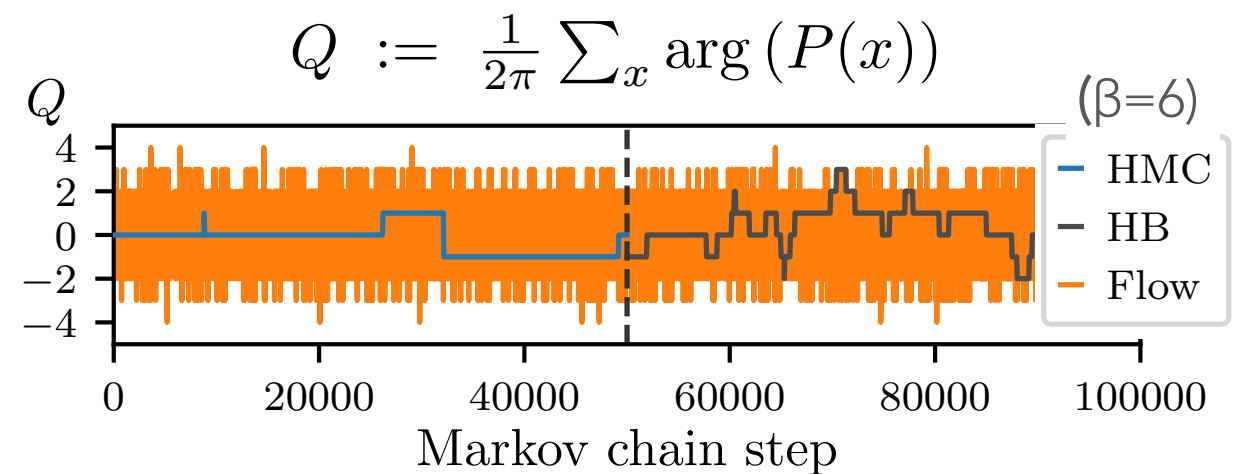 Q := 1/2π ∑ₓ arg (P(x))
Q
(β=6)
4
2
0
−2
−4
HMC
HB
Flow
0 20000 40000 60000 80000 100000
Markov chain step